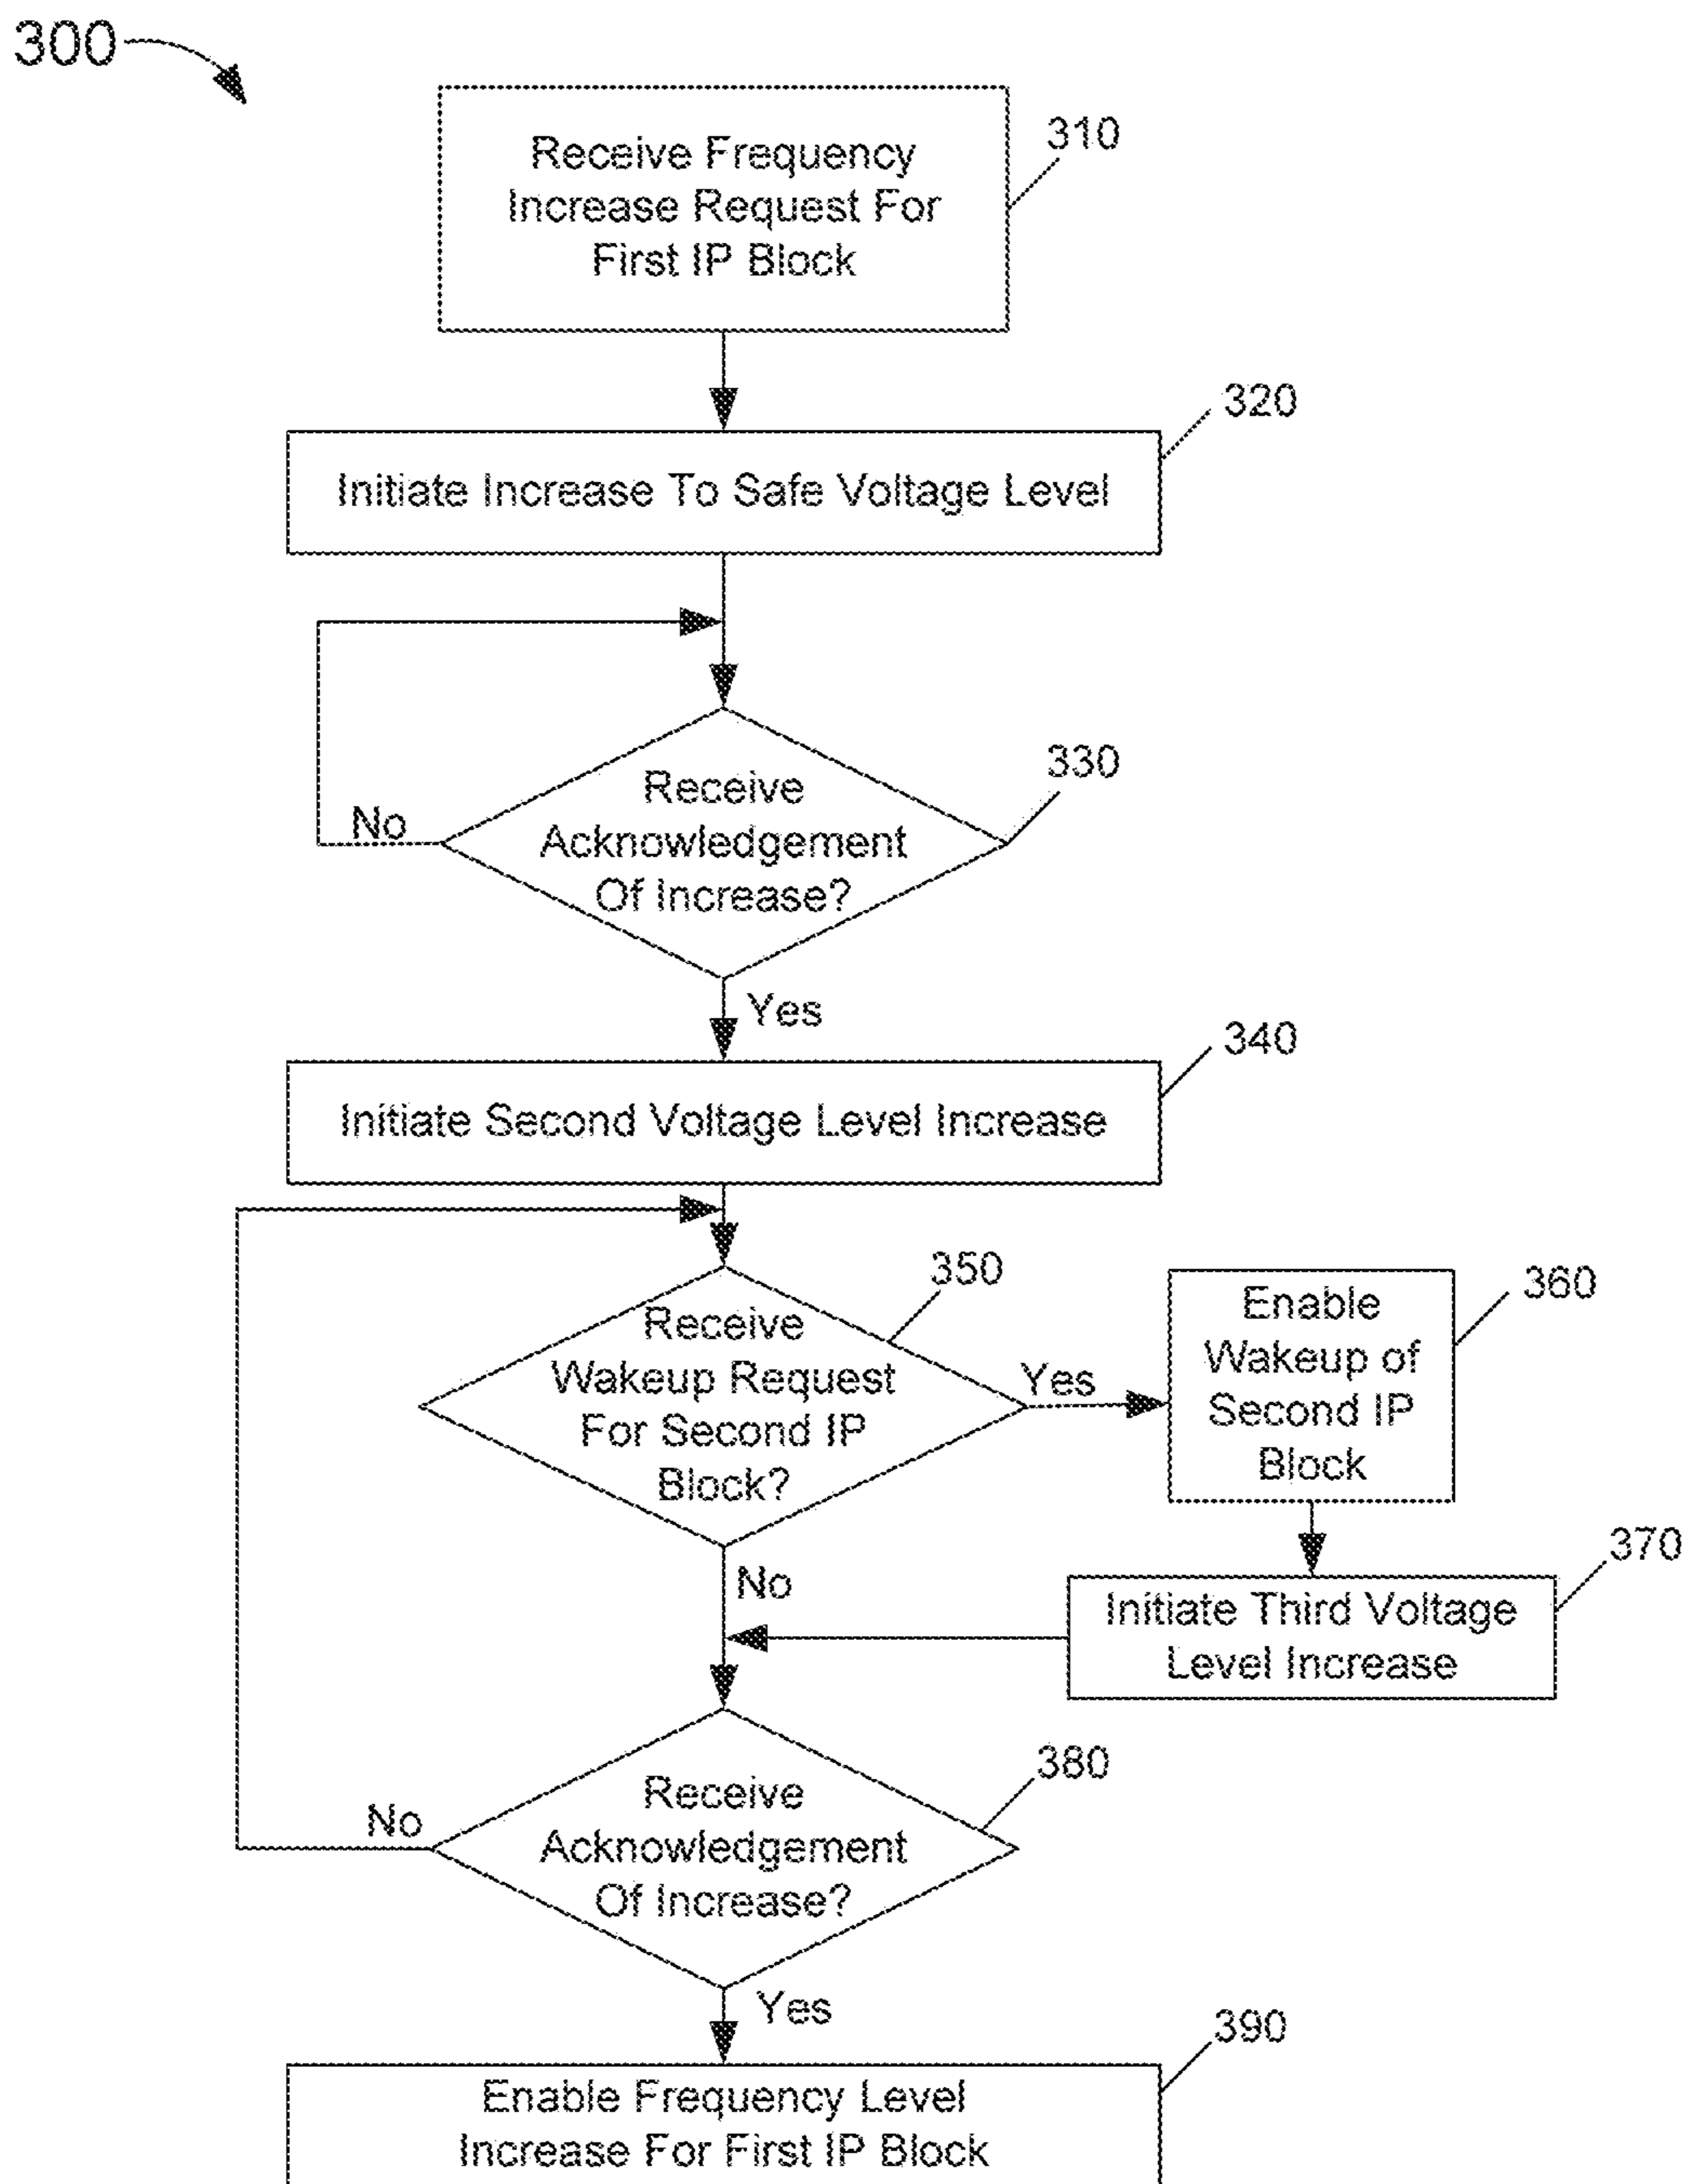 300
Receive Frequency
Increase Request For
First IP Block
310
Initiate Increase To Safe Voltage Level
320
Receive
Acknowledgement
Of Increase?
330
No
Yes
Initiate Second Voltage Level Increase
340
Receive
Wakeup Request
For Second IP
Block?
350
Yes
Enable
Wakeup of
Second IP
Block
360
No
Initiate Third Voltage
Level Increase
370
Receive
Acknowledgement
Of Increase?
380
No
Yes
Enable Frequency Level
Increase For First IP Block
390